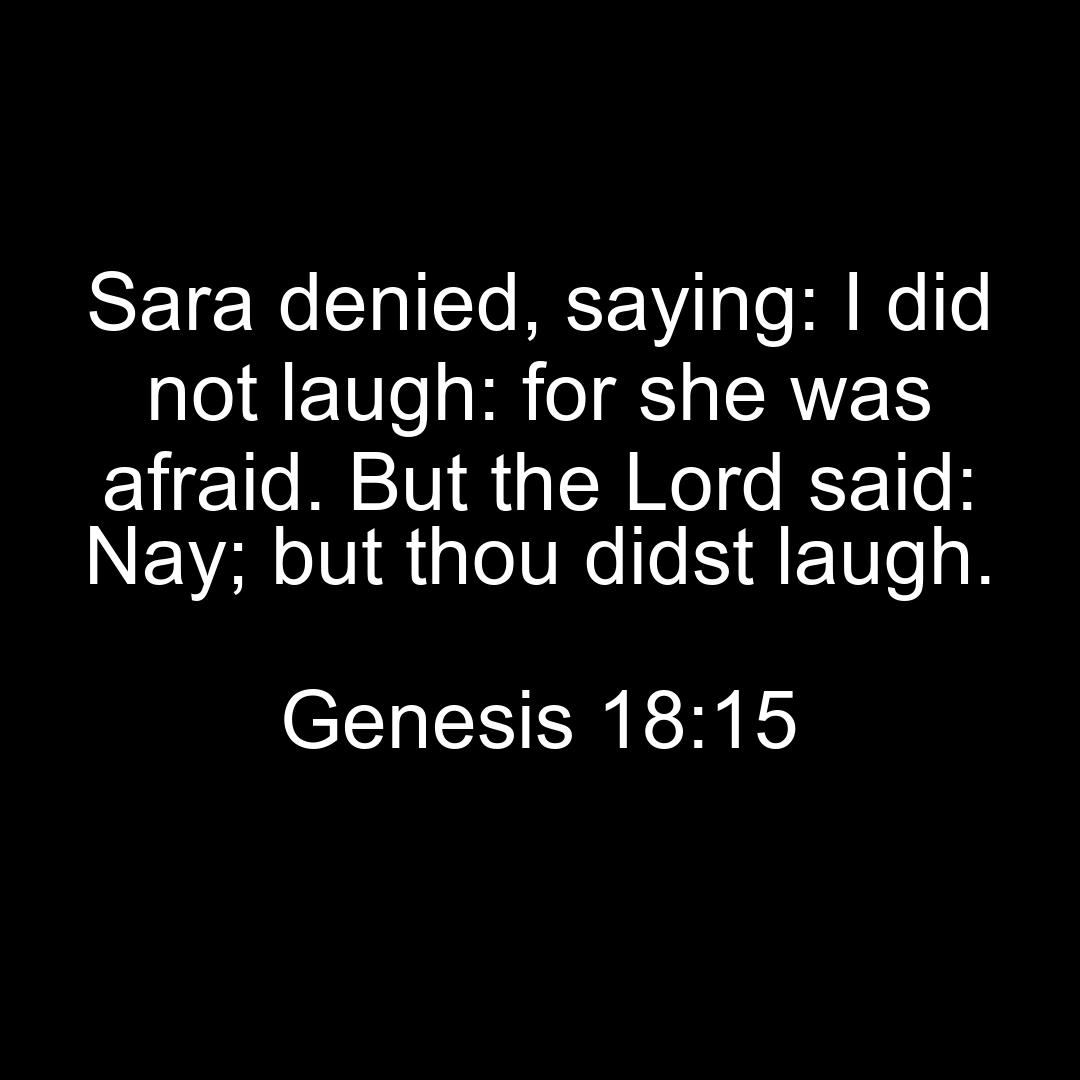 Sara denied, saying: I did
not laugh: for she was
afraid. But the Lord said:
Nay; but thou didst laugh.
Genesis 18:15